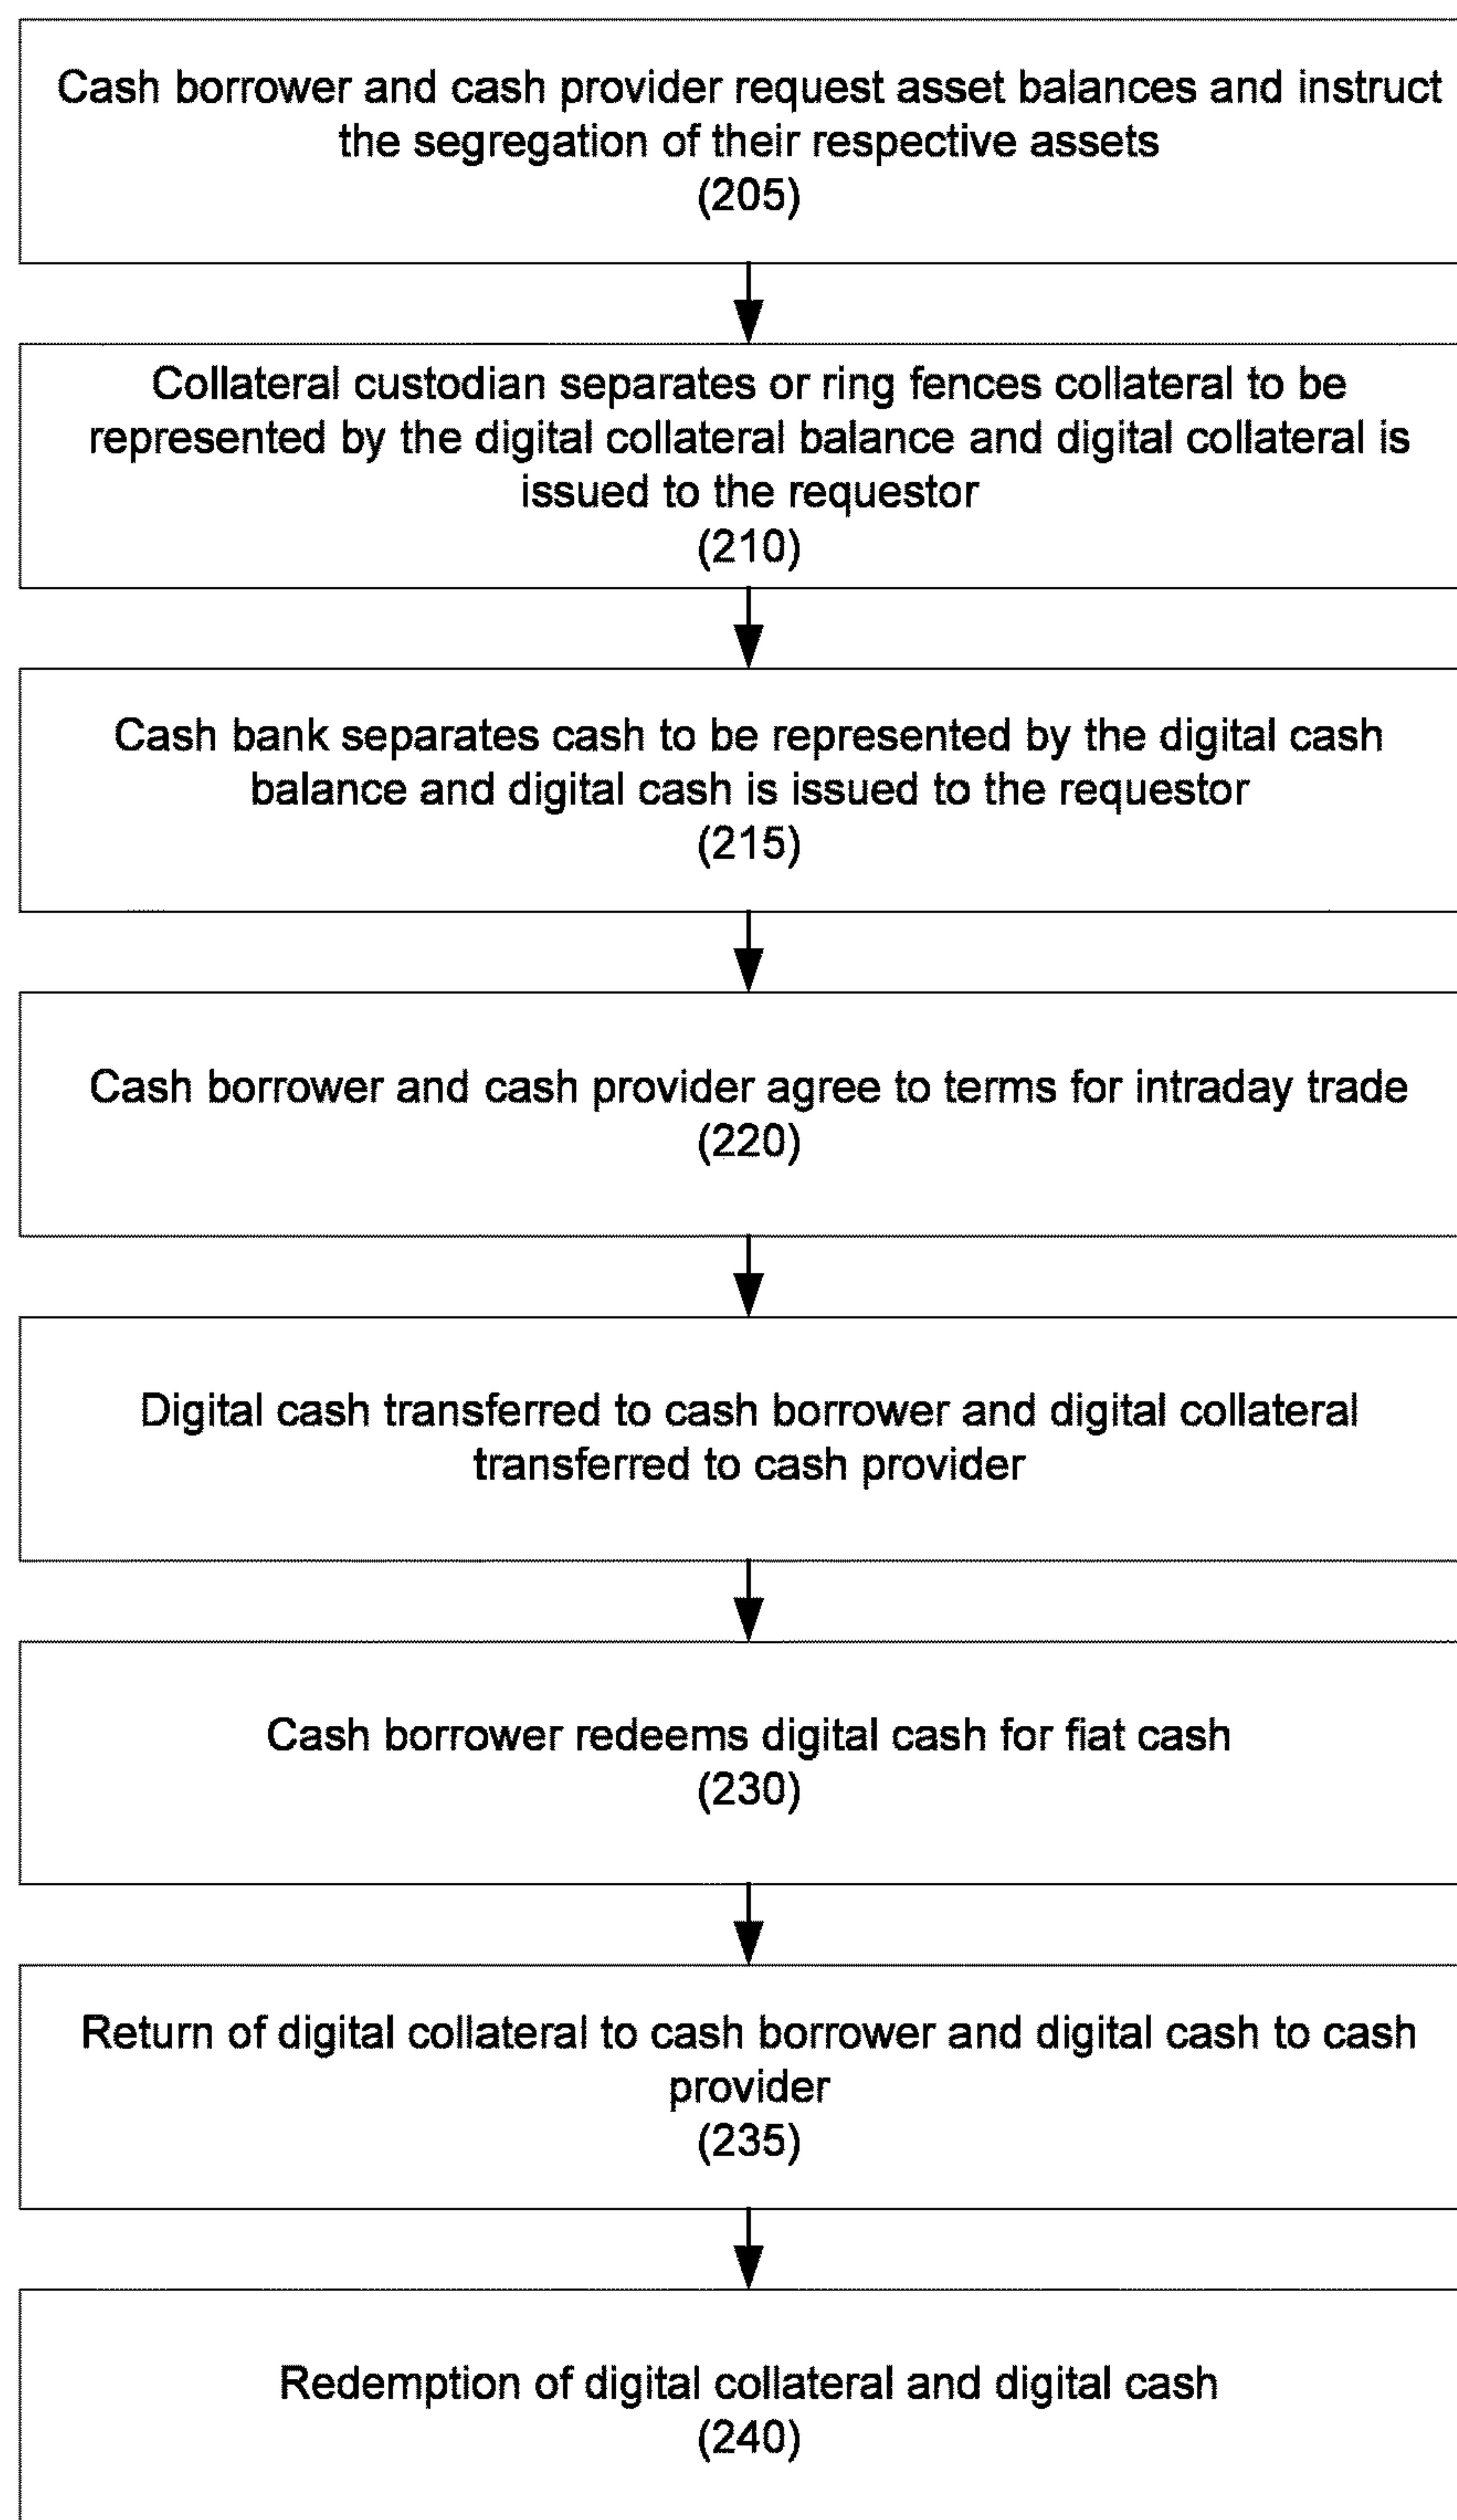 Cash borrower and cash provider request asset balances and instruct
the segregation of their respective assets
(205)
Collateral custodian separates or ring fences collateral to be
represented by the digital collateral balance and digital collateral is
issued to the requestor
(210)
Cash bank separates cash to be represented by the digital cash
balance and digital cash is issued to the requestor
(215)
Cash borrower and cash provider agree to terms for intraday trade
(220)
Digital cash transferred to cash borrower and digital collateral
transferred to cash provider
Cash borrower redeems digital cash for fiat cash
(230)
Return of digital collateral to cash borrower and digital cash to cash
provider
(235)
Redemption of digital collateral and digital cash
(240)